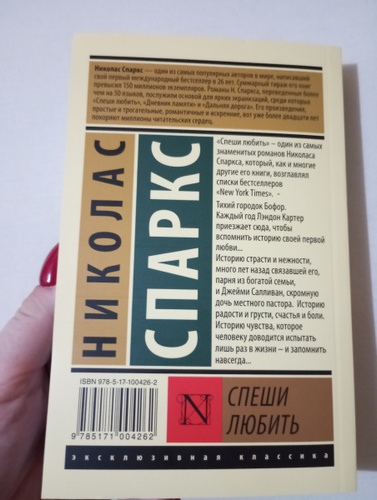 Николас Спаркс — один из самых популярных авторов в мире, написавший
свой первый международный бестселлер в 26 лет. Суммарный тираж его книг
превысил 150 миллионов экземпляров. Романы Н. Спаркса, переведенные более
чем на 50 языков, послужили основой для ярких экранизаций, среди которых
«Спеши любить», «Дневник памяти» и «Дальняя дорога». Его произведения,
простые и трогательные, романтичные и искренние, вот уже более двадцати лет
покоряют миллионы читательских сердец.
НИКОЛАС
СПАРКС
«Спеши любить» – один из самых
знаменитых романов Николаса
Спаркса, который, как и многие
другие его книги, возглавлял
списки бестселлеров
«New York Times».
Тихий городок Бофор.
Каждый год Лэндон Картер
приезжает сюда, чтобы
вспомнить историю своей первой
любви...
Историю страсти и нежности,
много лет назад связавшей его,
парня из богатой семьи,
и Джейми Салливан, скромную
дочь местного пастора. Историю
радости и грусти, счастья и боли.
Историю чувства, которое
человеку доводится испытать
лишь раз в жизни – и запомнить
навсегда...
ISBN 978-5-17-100426-2
9 785171 004262
N
СПЕШИ
ЛЮБИТЬ
эксклюзивная классика